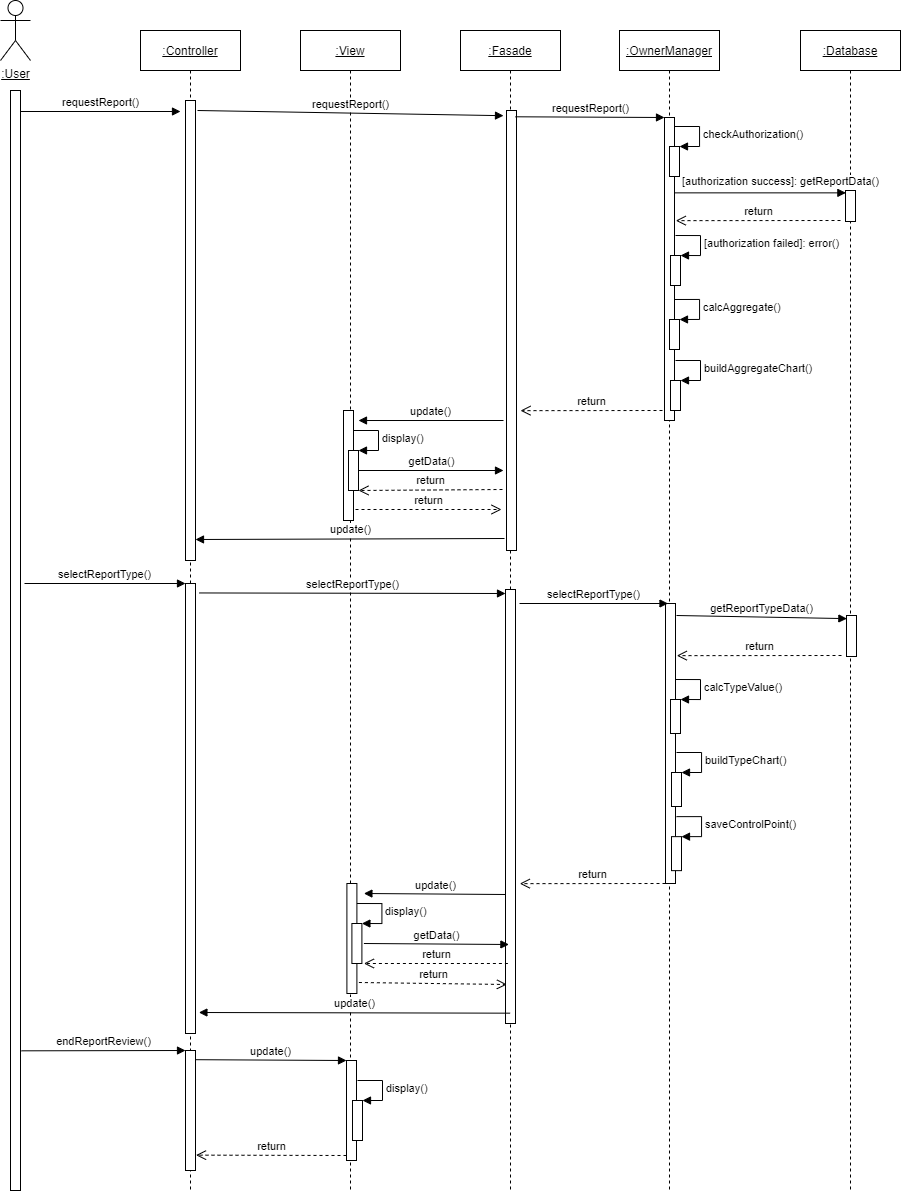 :User
:Controller
:View
:Fasade
:OwnerManager
:Database
requestReport()
requestReport()
requestReport()
checkAuthorization()
[authorization success]: getReportData()
return
[authorization failed]: error()
calcAggregate()
buildAggregateChart()
return
update()
display()
getData()
return
return
update()
selectReportType()
selectReportType()
selectReportType()
getReportTypeData()
return
calcTypeValue()
buildTypeChart()
saveControlPoint()
return
update()
display()
getData()
return
return
update()
endReportReview()
update()
display()
return